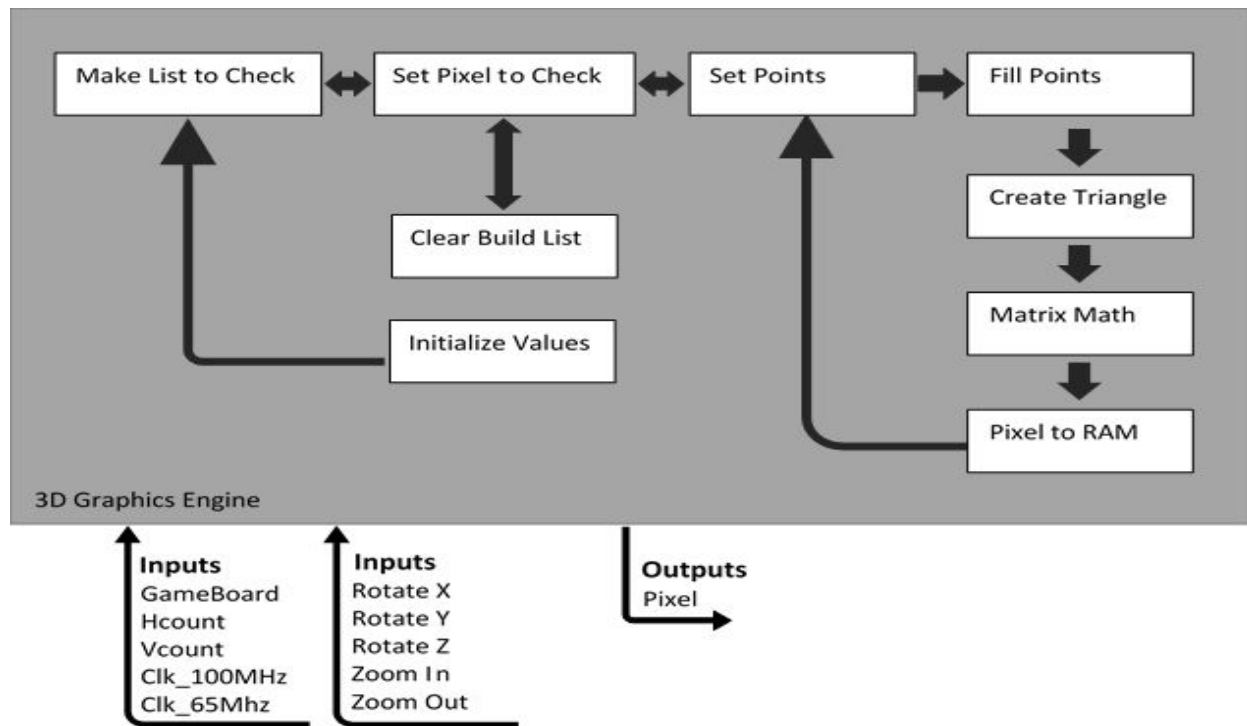 Make List to Check
Set Pixel to Check
Set Points
Fill Points
Create Triangle
Clear Build List
Matrix Math
Initialize Values
Pixel to RAM
3D Graphics Engine
Inputs
GameBoard
Hcount
Vcount
Clk_100MHz
Clk_65Mhz
Inputs
Rotate X
Rotate Y
Rotate Z
Zoom In
Zoom Out
Outputs
Pixel